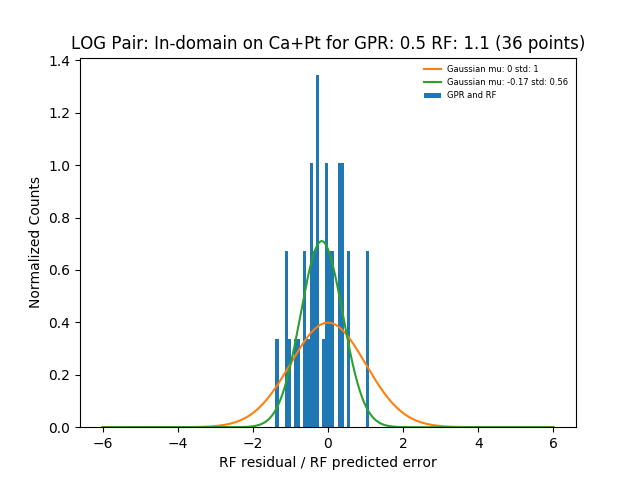 LOG Pair: In-domain on Ca+Pt for GPR: 0.5 RF: 1.1 (36 points)
Gaussian mu: 0 std: 1
Gaussian mu: -0.17 std: 0.56
GPR and RF
Normalized Counts
1.4
1.2
1.0
0.8
0.6
0.4
0.2
0.0
−6 −4 −2 0 2 4 6
RF residual / RF predicted error